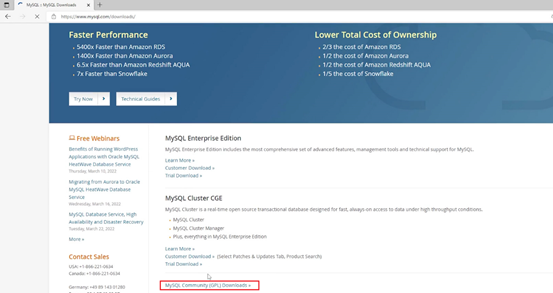 MySQL :: MySQL Downloads
https://www.mysql.com/downloads/
Faster Performance
5400x Faster than Amazon RDS
1400x Faster than Amazon Aurora
6.5x Faster than Amazon Redshift AQUA
7x Faster than Snowflake
Lower Total Cost of Ownership
2/3 the cost of Amazon RDS
1/2 the cost of Amazon Aurora
1/2 the cost of Amazon Redshift AQUA
1/5 the cost of Snowflake
Try Now
Technical Guides
Free Webinars
Benefits of Running WordPress
Applications with Oracle MySQL
HeatWave Database Service
Thursday, March 10, 2022
Migrating from Aurora to Oracle
MySQL HeatWave Database
Service
Wednesday, March 16, 2022
MySQL Database Service, High
Availability and Disaster Recovery
Tuesday, March 22, 2022
More »
Contact Sales
USA: +1-866-221-0634
Canada: +1-866-221-0634
Germany: +49 89 143 01280
MySQL Enterprise Edition
MySQL Enterprise Edition includes the most comprehensive set of advanced features, management tools and technical support for MySQL.
Learn More »
Customer Download »
Trial Download »
MySQL Cluster CGE
MySQL Cluster is a real-time open source transactional database designed for fast, always-on access to data under high throughput conditions.
MySQL Cluster
MySQL Cluster Manager
Plus, everything in MySQL Enterprise Edition
Learn More »
Customer Download » (Select Patches & Updates Tab, Product Search)
Trial Download »
MySQL Community (GPL) Downloads »